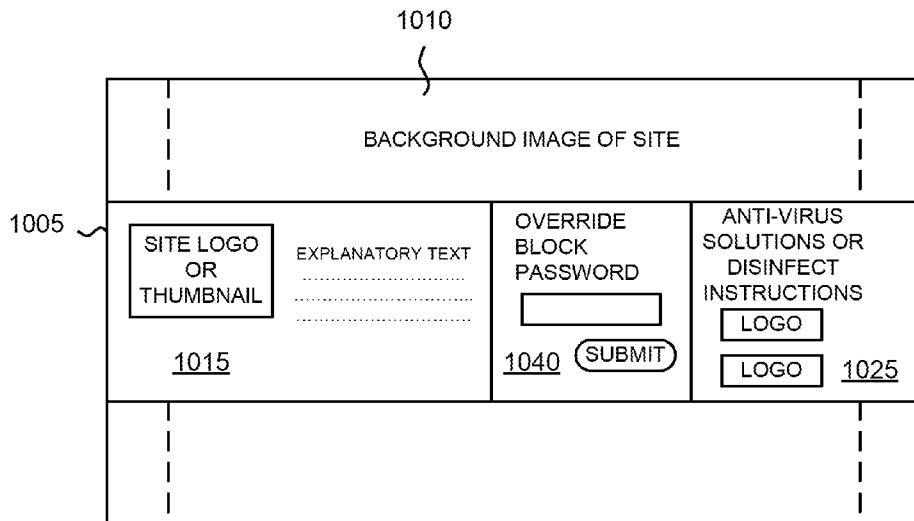 1010
BACKGROUND IMAGE OF SITE
1005
SITE LOGO
OR
THUMBNAIL
EXPLANATORY TEXT
1015
OVERRIDE
BLOCK
PASSWORD
SUBMIT
1040
ANTI-VIRUS
SOLUTIONS OR
DISINFECT
INSTRUCTIONS
LOGO
LOGO
1025